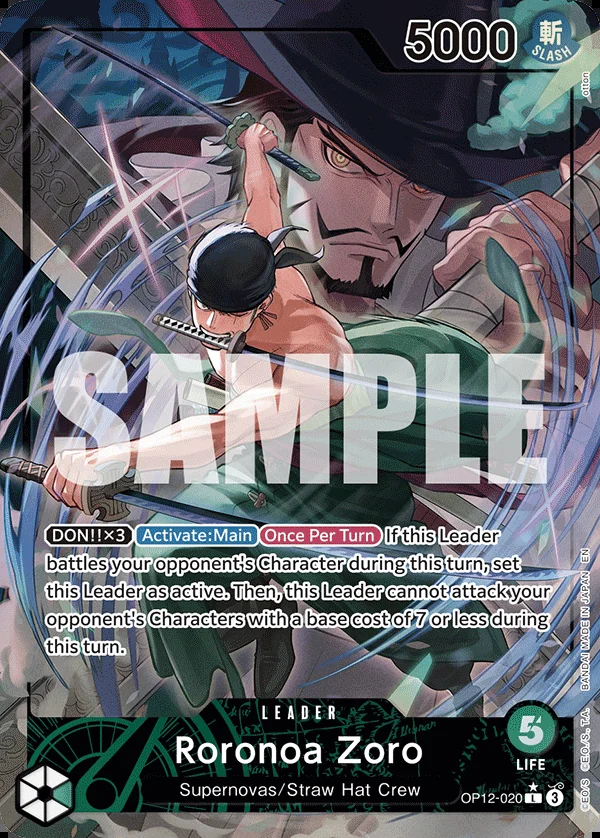 5000
斬
SLASH
otton
SAMPLE
DON!!×3 Activate:Main Once Per Turn If this Leader
battles your opponent's Character during this turn, set
this Leader as active. Then, this Leader cannot attack your
opponent's Characters with a base cost of 7 or less during
this turn.
LEADER
Roronoa Zoro
Supernovas/Straw Hat Crew
5
LIFE
OP12-020 L 3
©EO/S ©E.O./S., T.A. BANDAI MADE IN JAPAN EN